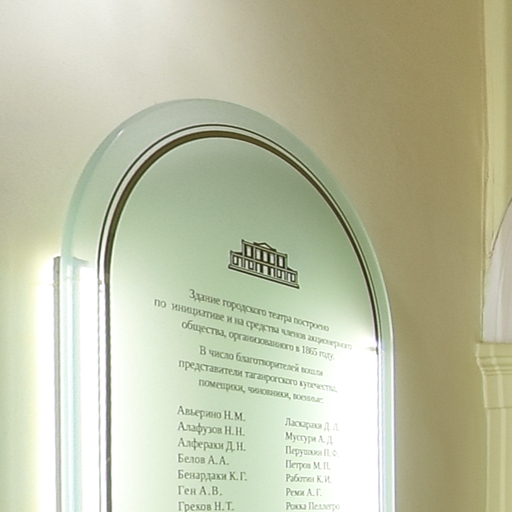 Здание городского театра построено
по инициативе и на средства членов акционерного
общества, организованного в 1865 году.
В число благотворителей вошли
представители таганрогского купечества,
помещики, чиновники, военные:
Авьерино Н.М.
Алафузов Н.Н.
Алфераки Д.Н.
Белов А.А.
Бенардаки К.Г.
Ген А.В.
Греков Н.Т.
Ласкараки Д.Л.
Муссури А.Д.
Перушкин П.Ф.
Петров М.П.
Работин К.И.
Реми А.Г.
Рокка Пеллегро